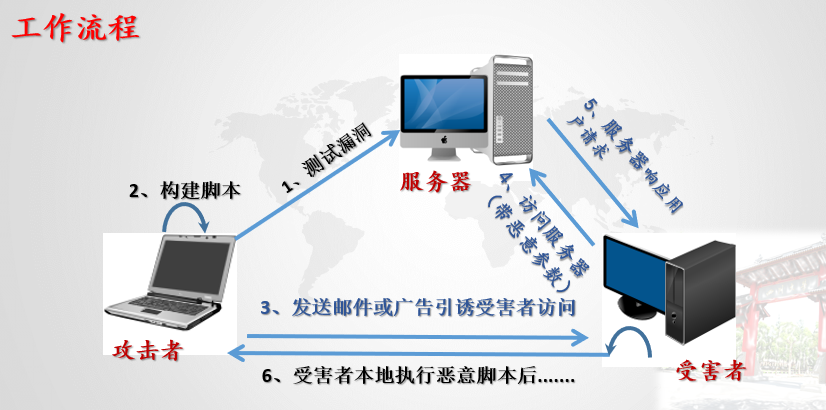 工作流程
1、测试漏洞
2、构建脚本
服务器
5、服务器响应用
户请求
4、访问服务器
（带恶意参数）
3、发送邮件或广告引诱受害者访问
攻击者
受害者
6、受害者本地执行恶意脚本后.......